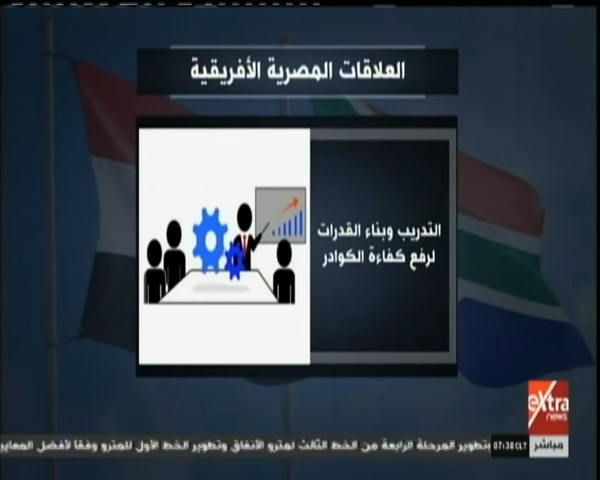 العلاقات المصرية الأفريقية
التدريب وبناء القدرات
لرفع كفاءة الكوادر
eXtra
news
مباشر
07:38 CLT
وتطوير المرحلة الرابعة من الخط الثالث لمترو الأنفاق وتطوير الخط الأول للمترو وفقا لأفضل المعايير